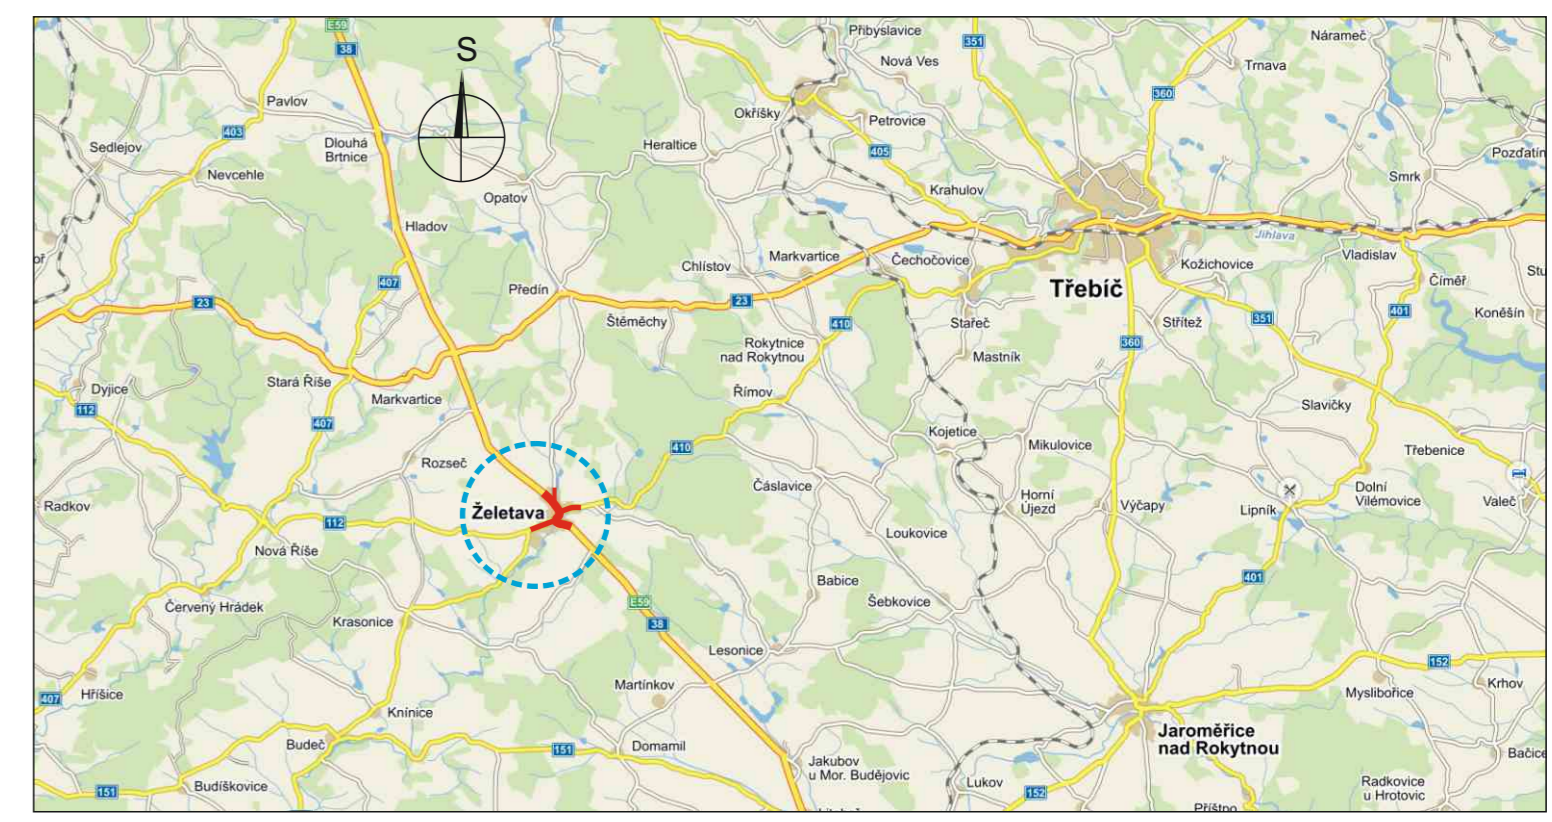 E59
38
S
351
Přibyslavice
Nová Ves
Nárameč
Trnava
360
Pavlov
403
Dlouhá
Brtnice
Sedlejov
Nevcehle
Heraltice
Okříšky
Petrovice
405
Pozďatín
Smrk
Opatov
Krahulov
Hladov
Jihlava
Markvartice
Chlístov
Čechočovice
Kožichovice
Vladislav
Číměř
407
Předín
23
23
Třebíč
Štěměchy
410
Stařeč
Střítež
351
401
Koněšín
Rokytnice
nad Rokytnou
360
Mastník
Stará Říše
Dyjice
Markvartice
Římov
Slavičky
112
407
Kojetice
Mikulovice
Třebenice
410
Rozseč
Čáslavice
Horní
Újezd
Výčapy
Lipník
Dolní
Vilémovice
Valeč
Radkov
Želetava
112
Nová Říše
Loukovice
Babice
401
Červený Hrádek
Šebkovice
E59
38
Krasonice
Lesonice
152
Hříšice
407
Martínkov
Myslibořice
Krhov
Knínice
Jaroměřice
nad Rokytnou
Budeč
151
Domamil
Jakubov
u Mor. Budějovic
Lukov
152
Radkovice
u Hrotovic
Budíškovice
151